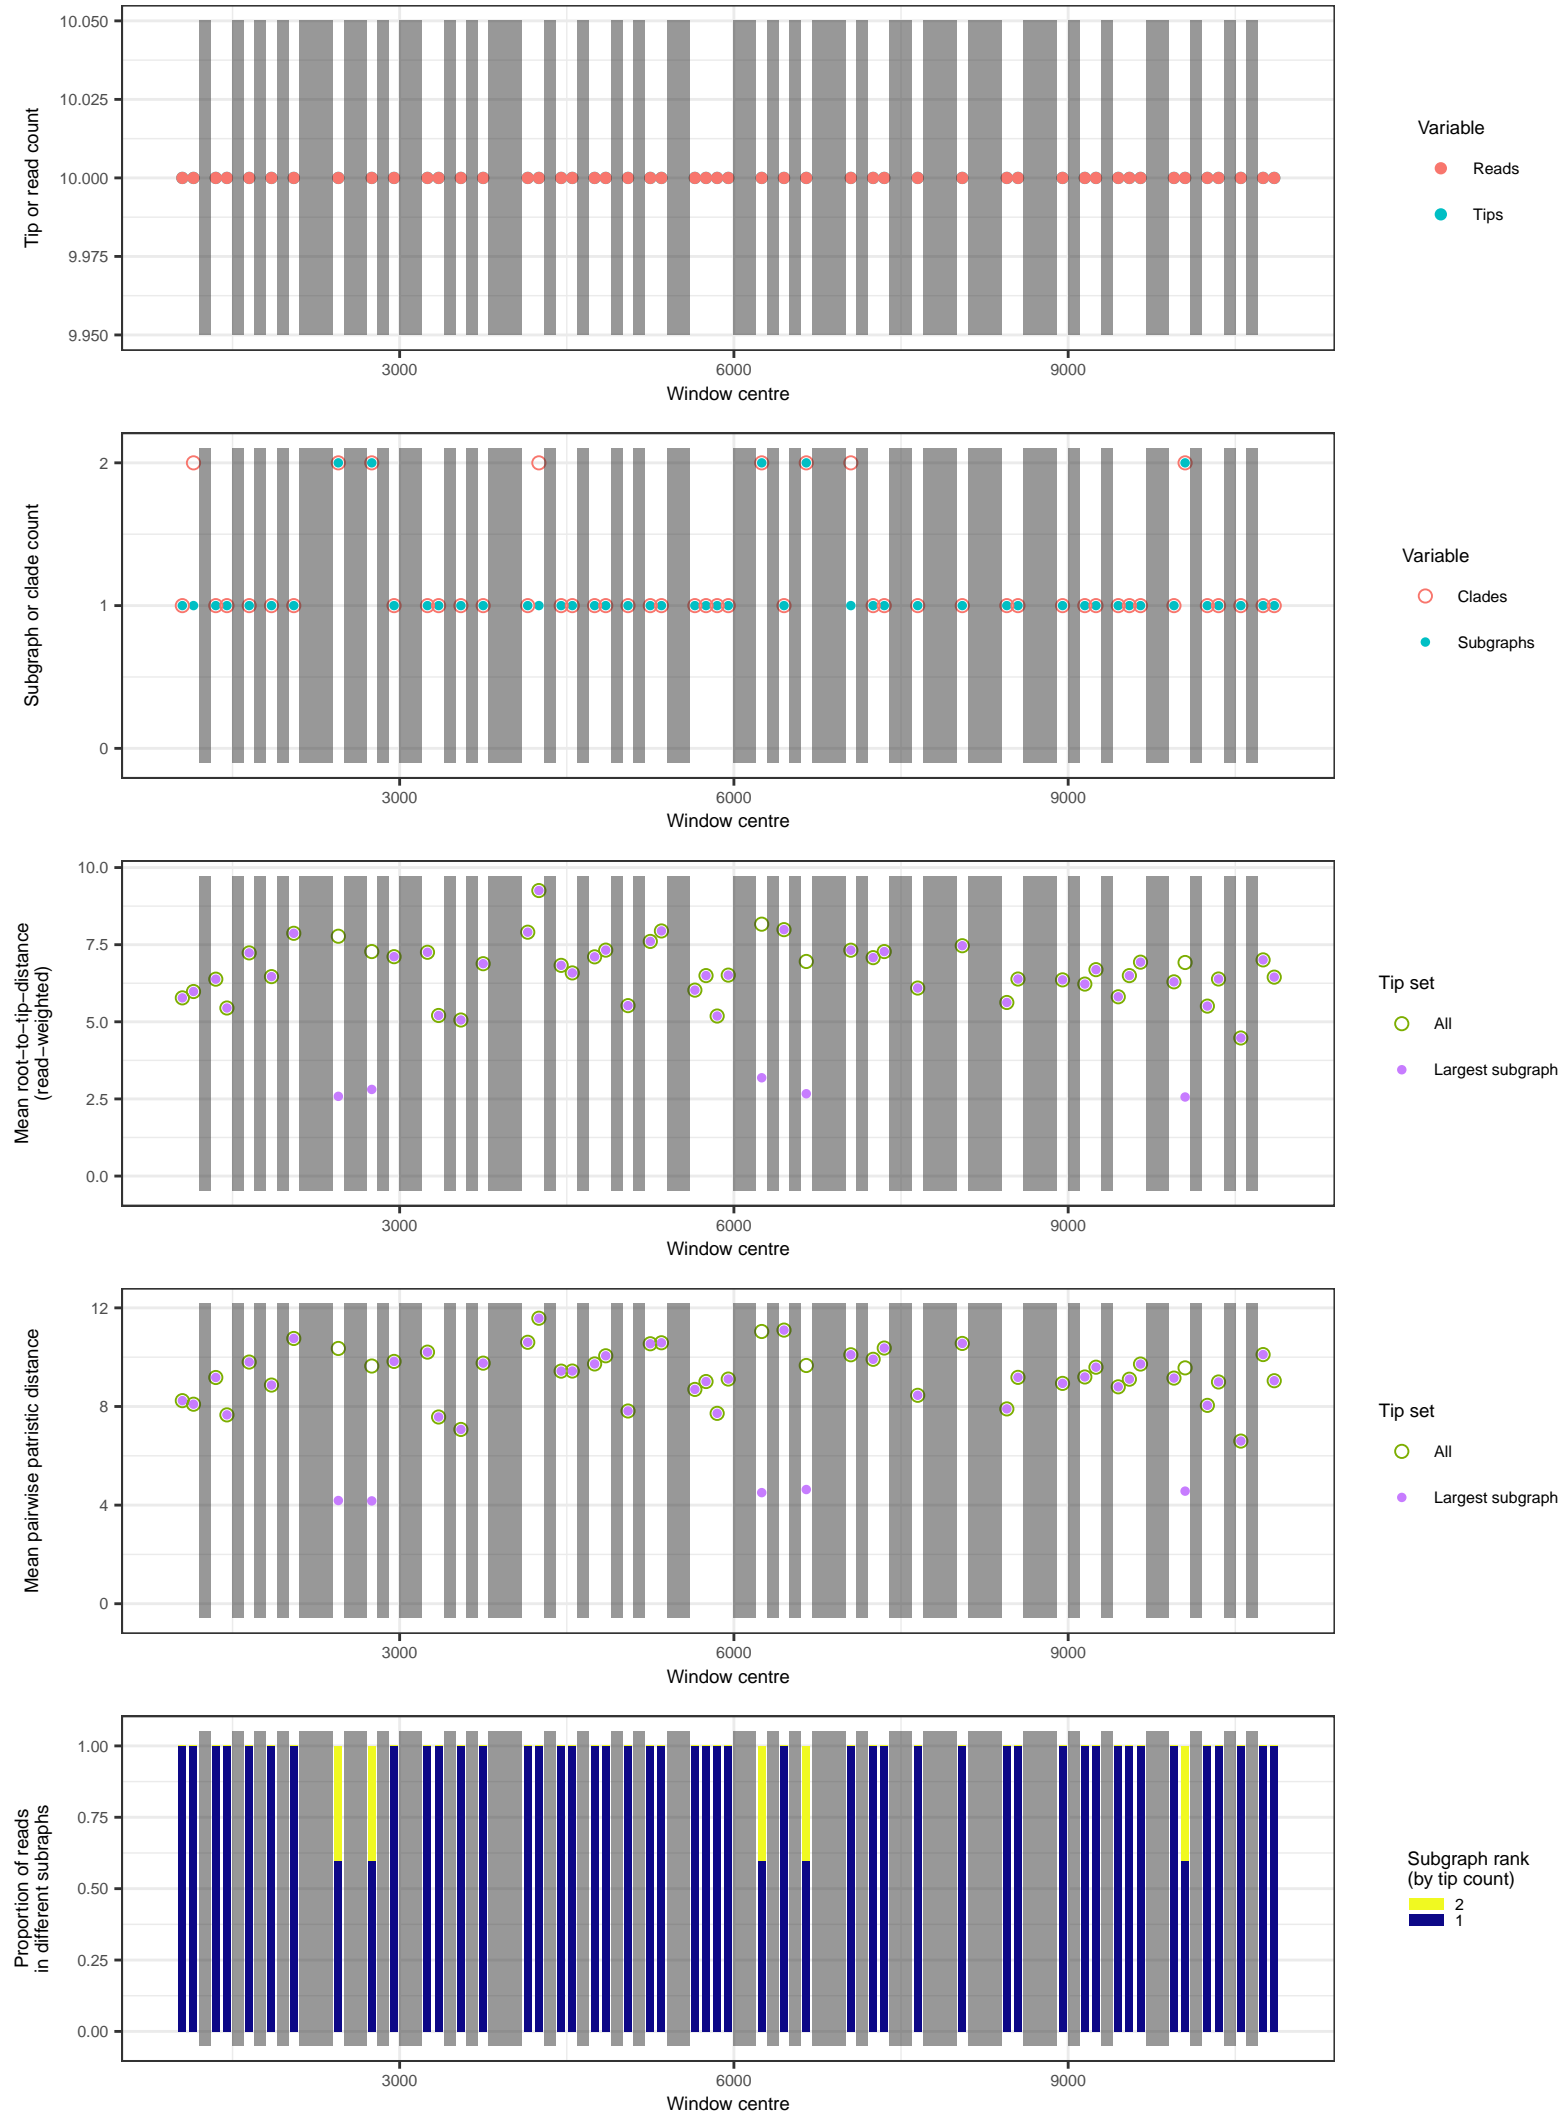 10.050
10.025
10.000
9.975
9.950
Tip or read count
3000
6000
9000
Window centre
Variable
Reads
Tips
2
1
0
Subgraph or clade count
3000
6000
9000
Window centre
Variable
Clades
Subgraphs
10.0
7.5
5.0
2.5
0.0
Mean root−to−tip−distance
(read−weighted)
3000
6000
9000
Window centre
Tip set
All
Largest subgraph
12
8
4
0
Mean pairwise patristic distance
3000
6000
9000
Window centre
Tip set
All
Largest subgraph
1.00
0.75
0.50
0.25
0.00
Proportion of reads
in different subraphs
3000
6000
9000
Window centre
Subgraph rank
(by tip count)
2
1